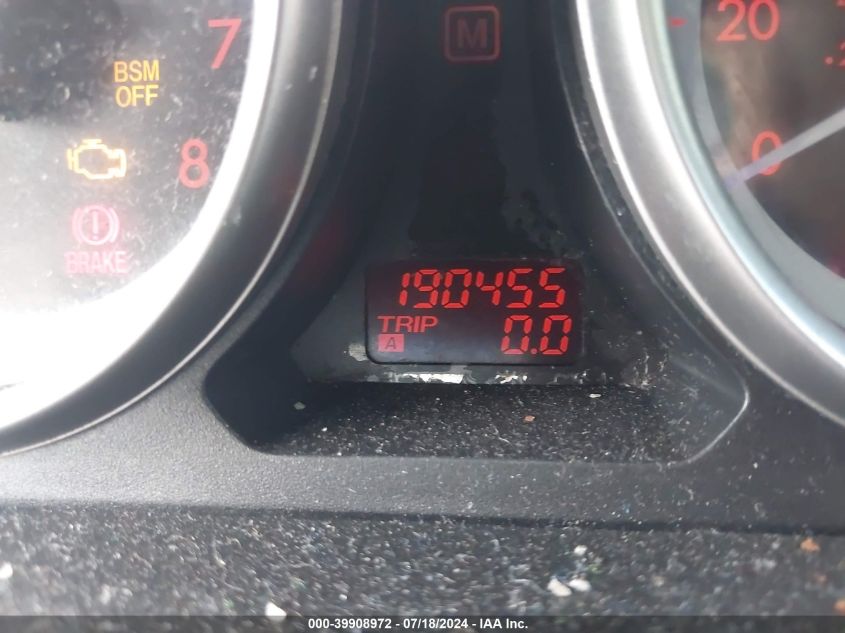 7
BSM
OFF
8
BRAKE
M
20
0
190455
TRIP
A
0.0
000-39908972 - /07/18/2024 - IAA Inc.